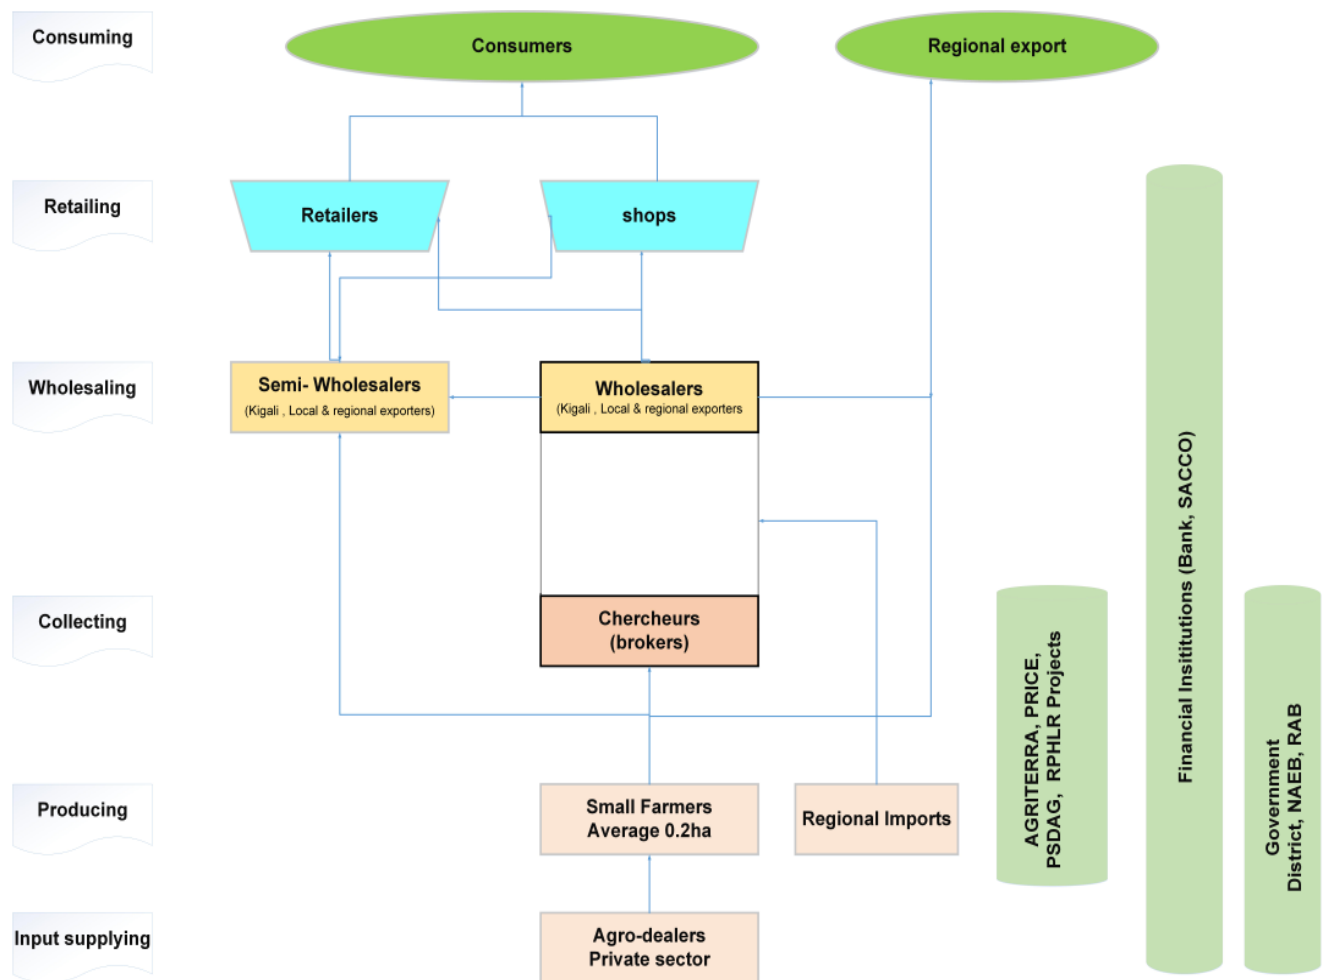 Consuming
Consumers
Regional export
Retailing
Retailers
shops
Wholesaling
Semi- Wholesalers
(Kigali , Local & regional exporters)
Wholesalers
(Kigali , Local & regional exporters
Collecting
Chercheurs
(brokers)
Producing
Small Farmers
Average 0.2ha
Regional Imports
Input supplying
Agro-dealers
Private sector
AGRITERRA, PRICE,
PSDAG, RPHLR Projects
Financial Insititutions (Bank, SACCO)
Government
District, NAEB, RAB